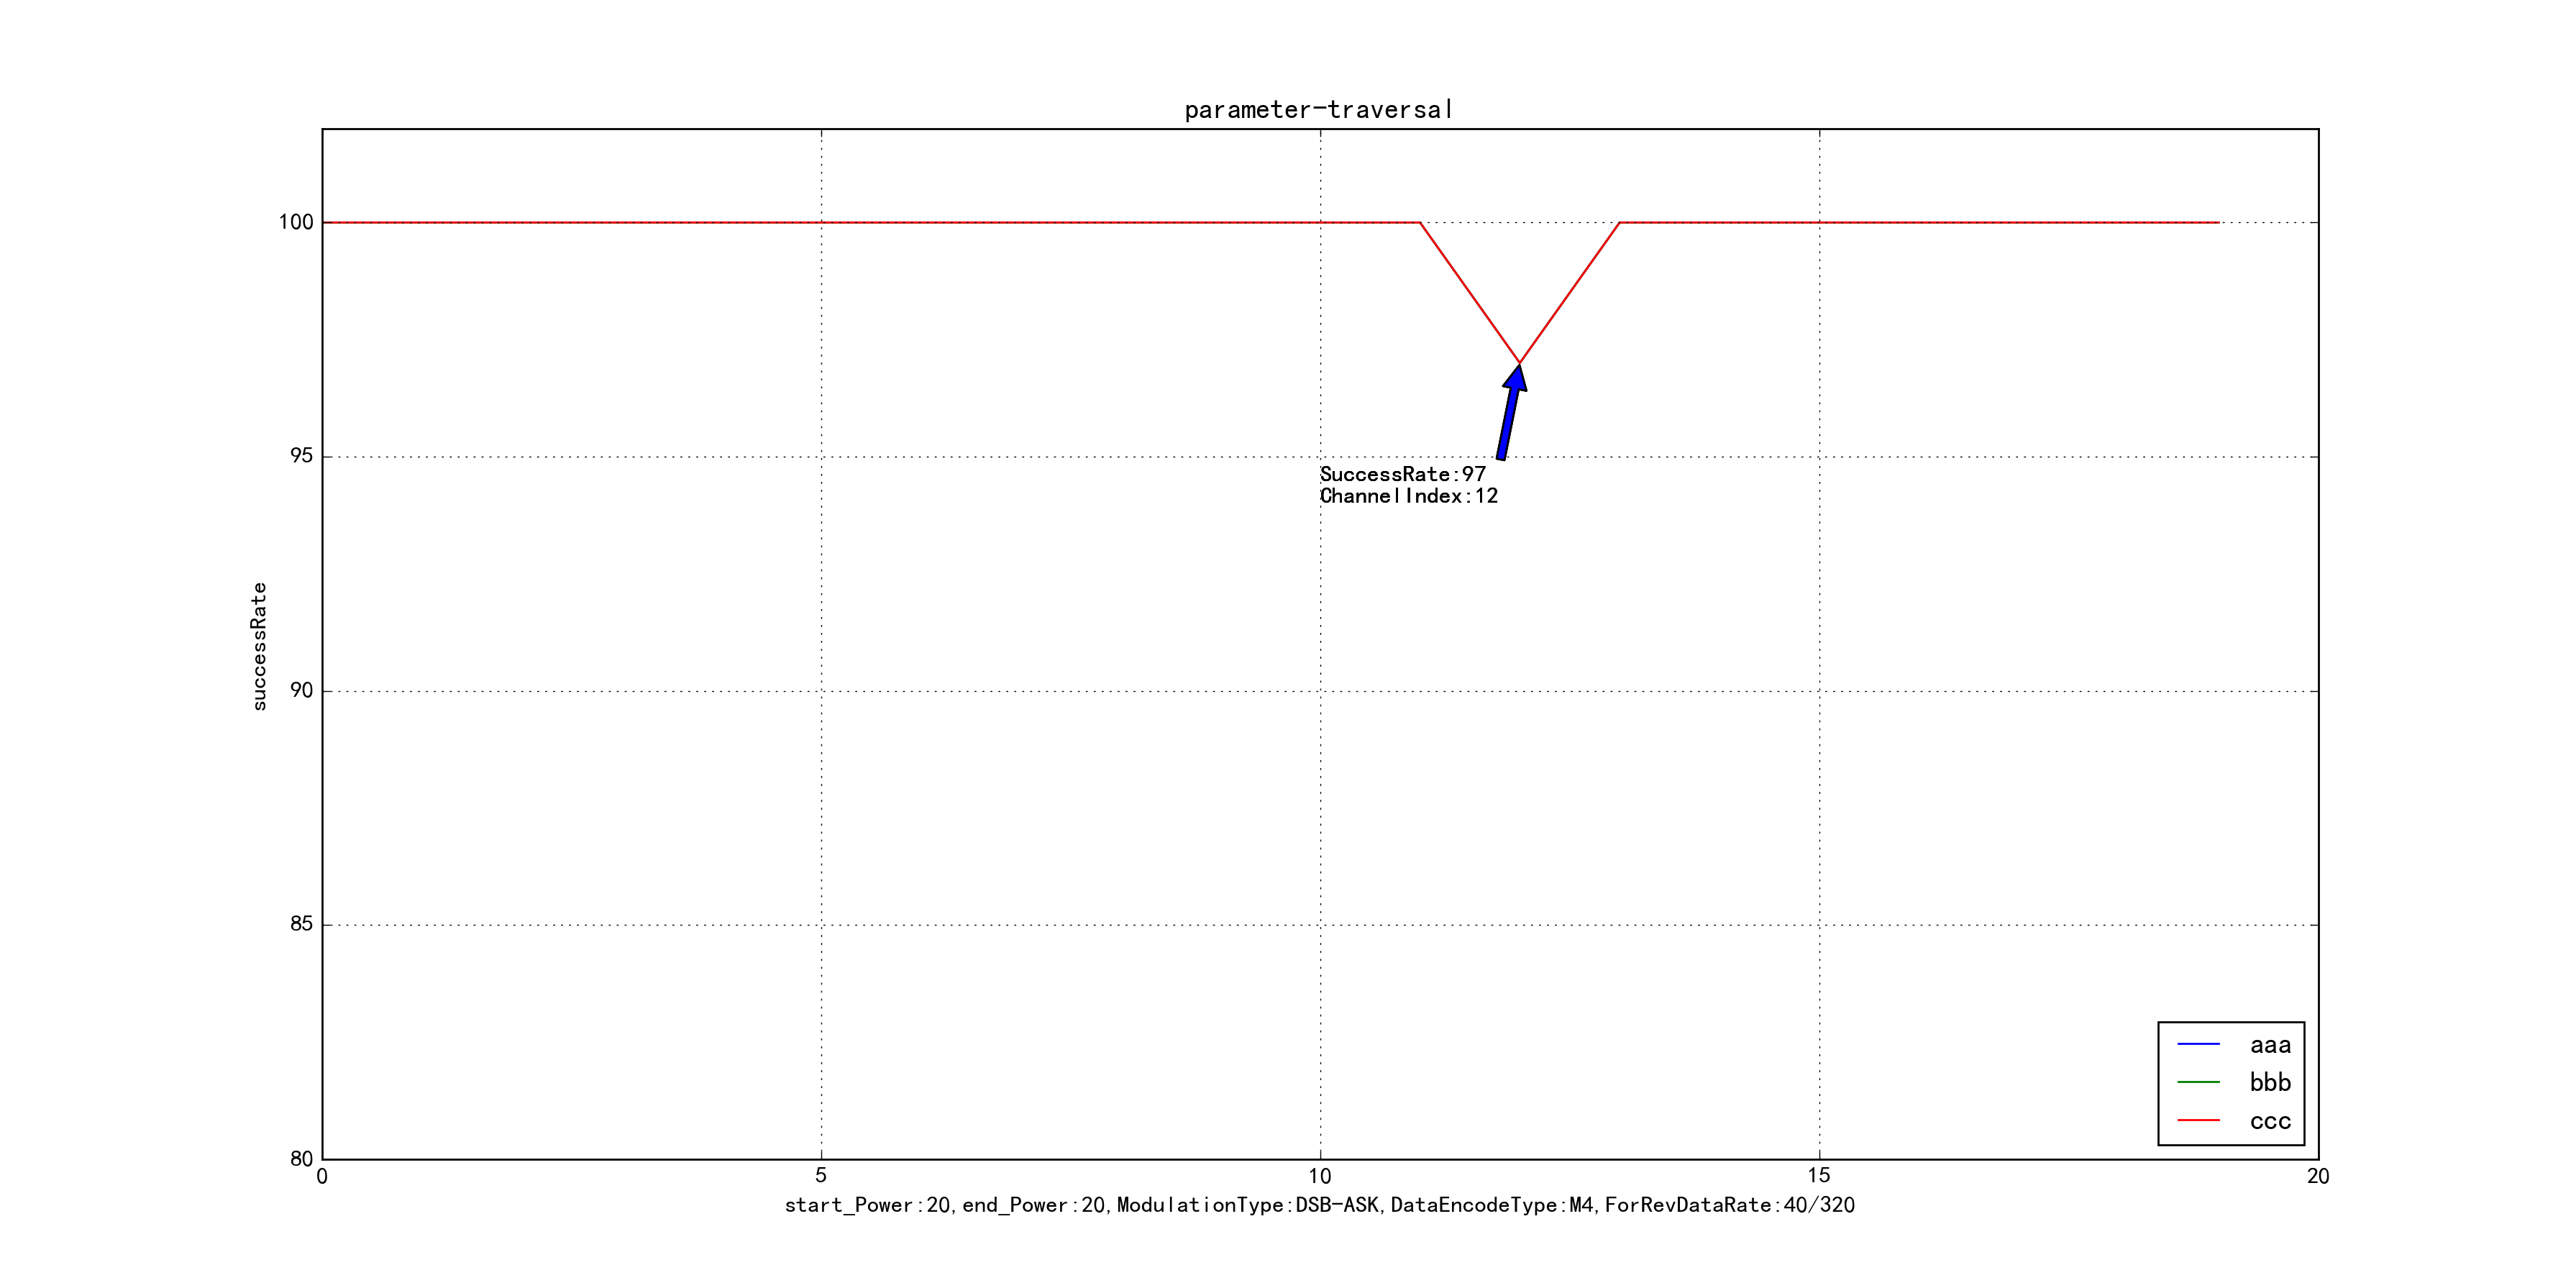 parameter-traversal
100
95
90
85
80
successRate
SuccessRate:97
ChannelIndex:12
aaa
bbb
ccc
0 5 10 15 20
start_Power:20,end_Power:20,ModulationType:DSB-ASK,DataEncodeType:M4,ForRevDataRate:40/320